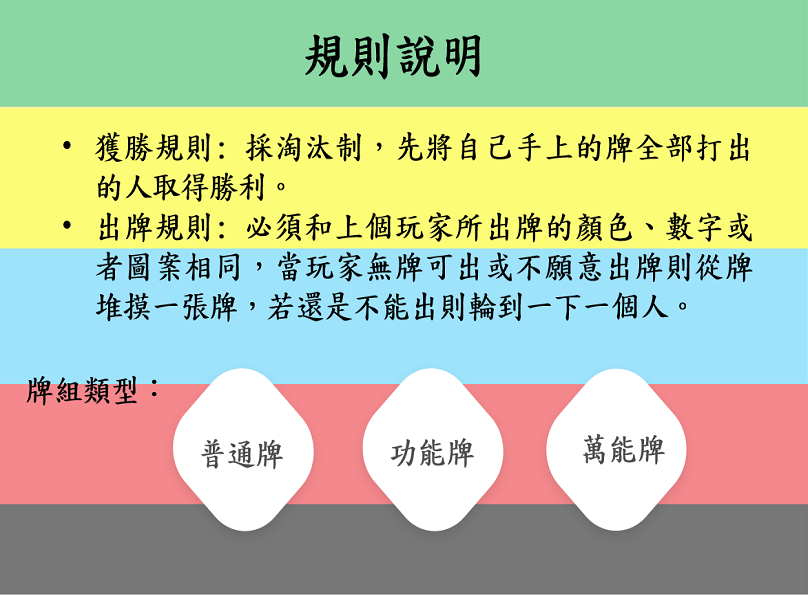 規則說明
• 獲勝規則: 採淘汰制，先將自己手上的牌全部打出
的人取得勝利。
• 出牌規則: 必須和上個玩家所出牌的顏色、數字或
者圖案相同，當玩家無牌可出或不願意出牌則從牌
堆摸一張牌，若還是不能出則輪到一下一個人。
牌組類型：
普通牌
功能牌
萬能牌